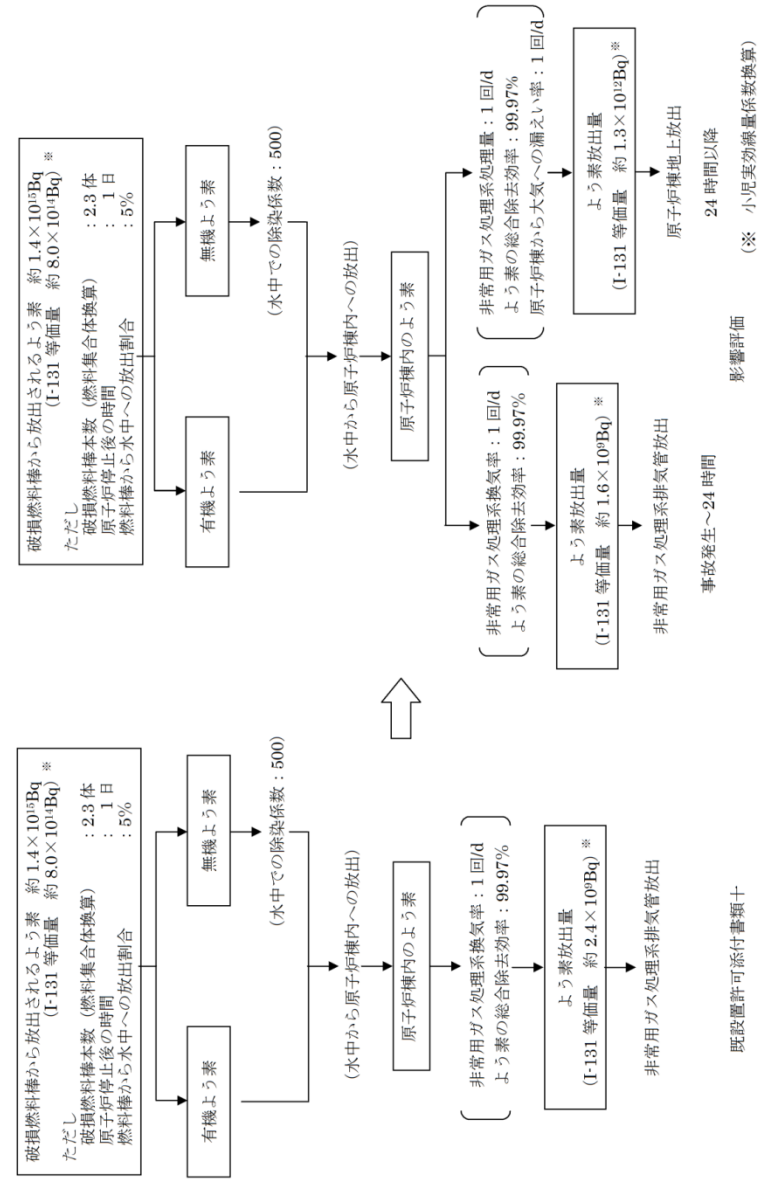 破損燃料棒から放出されるよう素　約 1.4×10¹⁵Bq
(I-131 等価量　約 8.0×10¹⁴Bq)※
ただし
破損燃料棒本数 (燃料集合体換算)　: 2.3 体
原子炉停止後の時間　: 1 日
燃料棒から水中への放出割合　: 5%
有機よう素
無機よう素
(水中での除染係数 : 500)
(水中から原子炉棟内への放出)
原子炉棟内のよう素
非常用ガス処理系換気率 : 1 回/d
よう素の総合除去効率 : 99.97%
よう素放出量
(I-131 等価量　約 2.4×10⁹Bq)※
非常用ガス処理系排気管放出
既設置許可添付書類十
破損燃料棒から放出されるよう素　約 1.4×10¹⁵Bq
(I-131 等価量　約 8.0×10¹⁴Bq)※
ただし
破損燃料棒本数 (燃料集合体換算)　: 2.3 体
原子炉停止後の時間　: 1 日
燃料棒から水中への放出割合　: 5%
有機よう素
無機よう素
(水中での除染係数 : 500)
(水中から原子炉棟内への放出)
原子炉棟内のよう素
非常用ガス処理系換気率 : 1 回/d
よう素の総合除去効率 : 99.97%
よう素放出量
(I-131 等価量　約 1.6×10⁹Bq)※
非常用ガス処理系排気管放出
事故発生～24 時間
非常用ガス処理系処理量 : 1 回/d
よう素の総合除去効率 : 99.97%
原子炉棟から大気への漏えい率 : 1 回/d
よう素放出量
(I-131 等価量　約 1.3×10¹²Bq)※
原子炉棟地上放出
24 時間以降
影響評価
(※　小児実効線量係数換算)